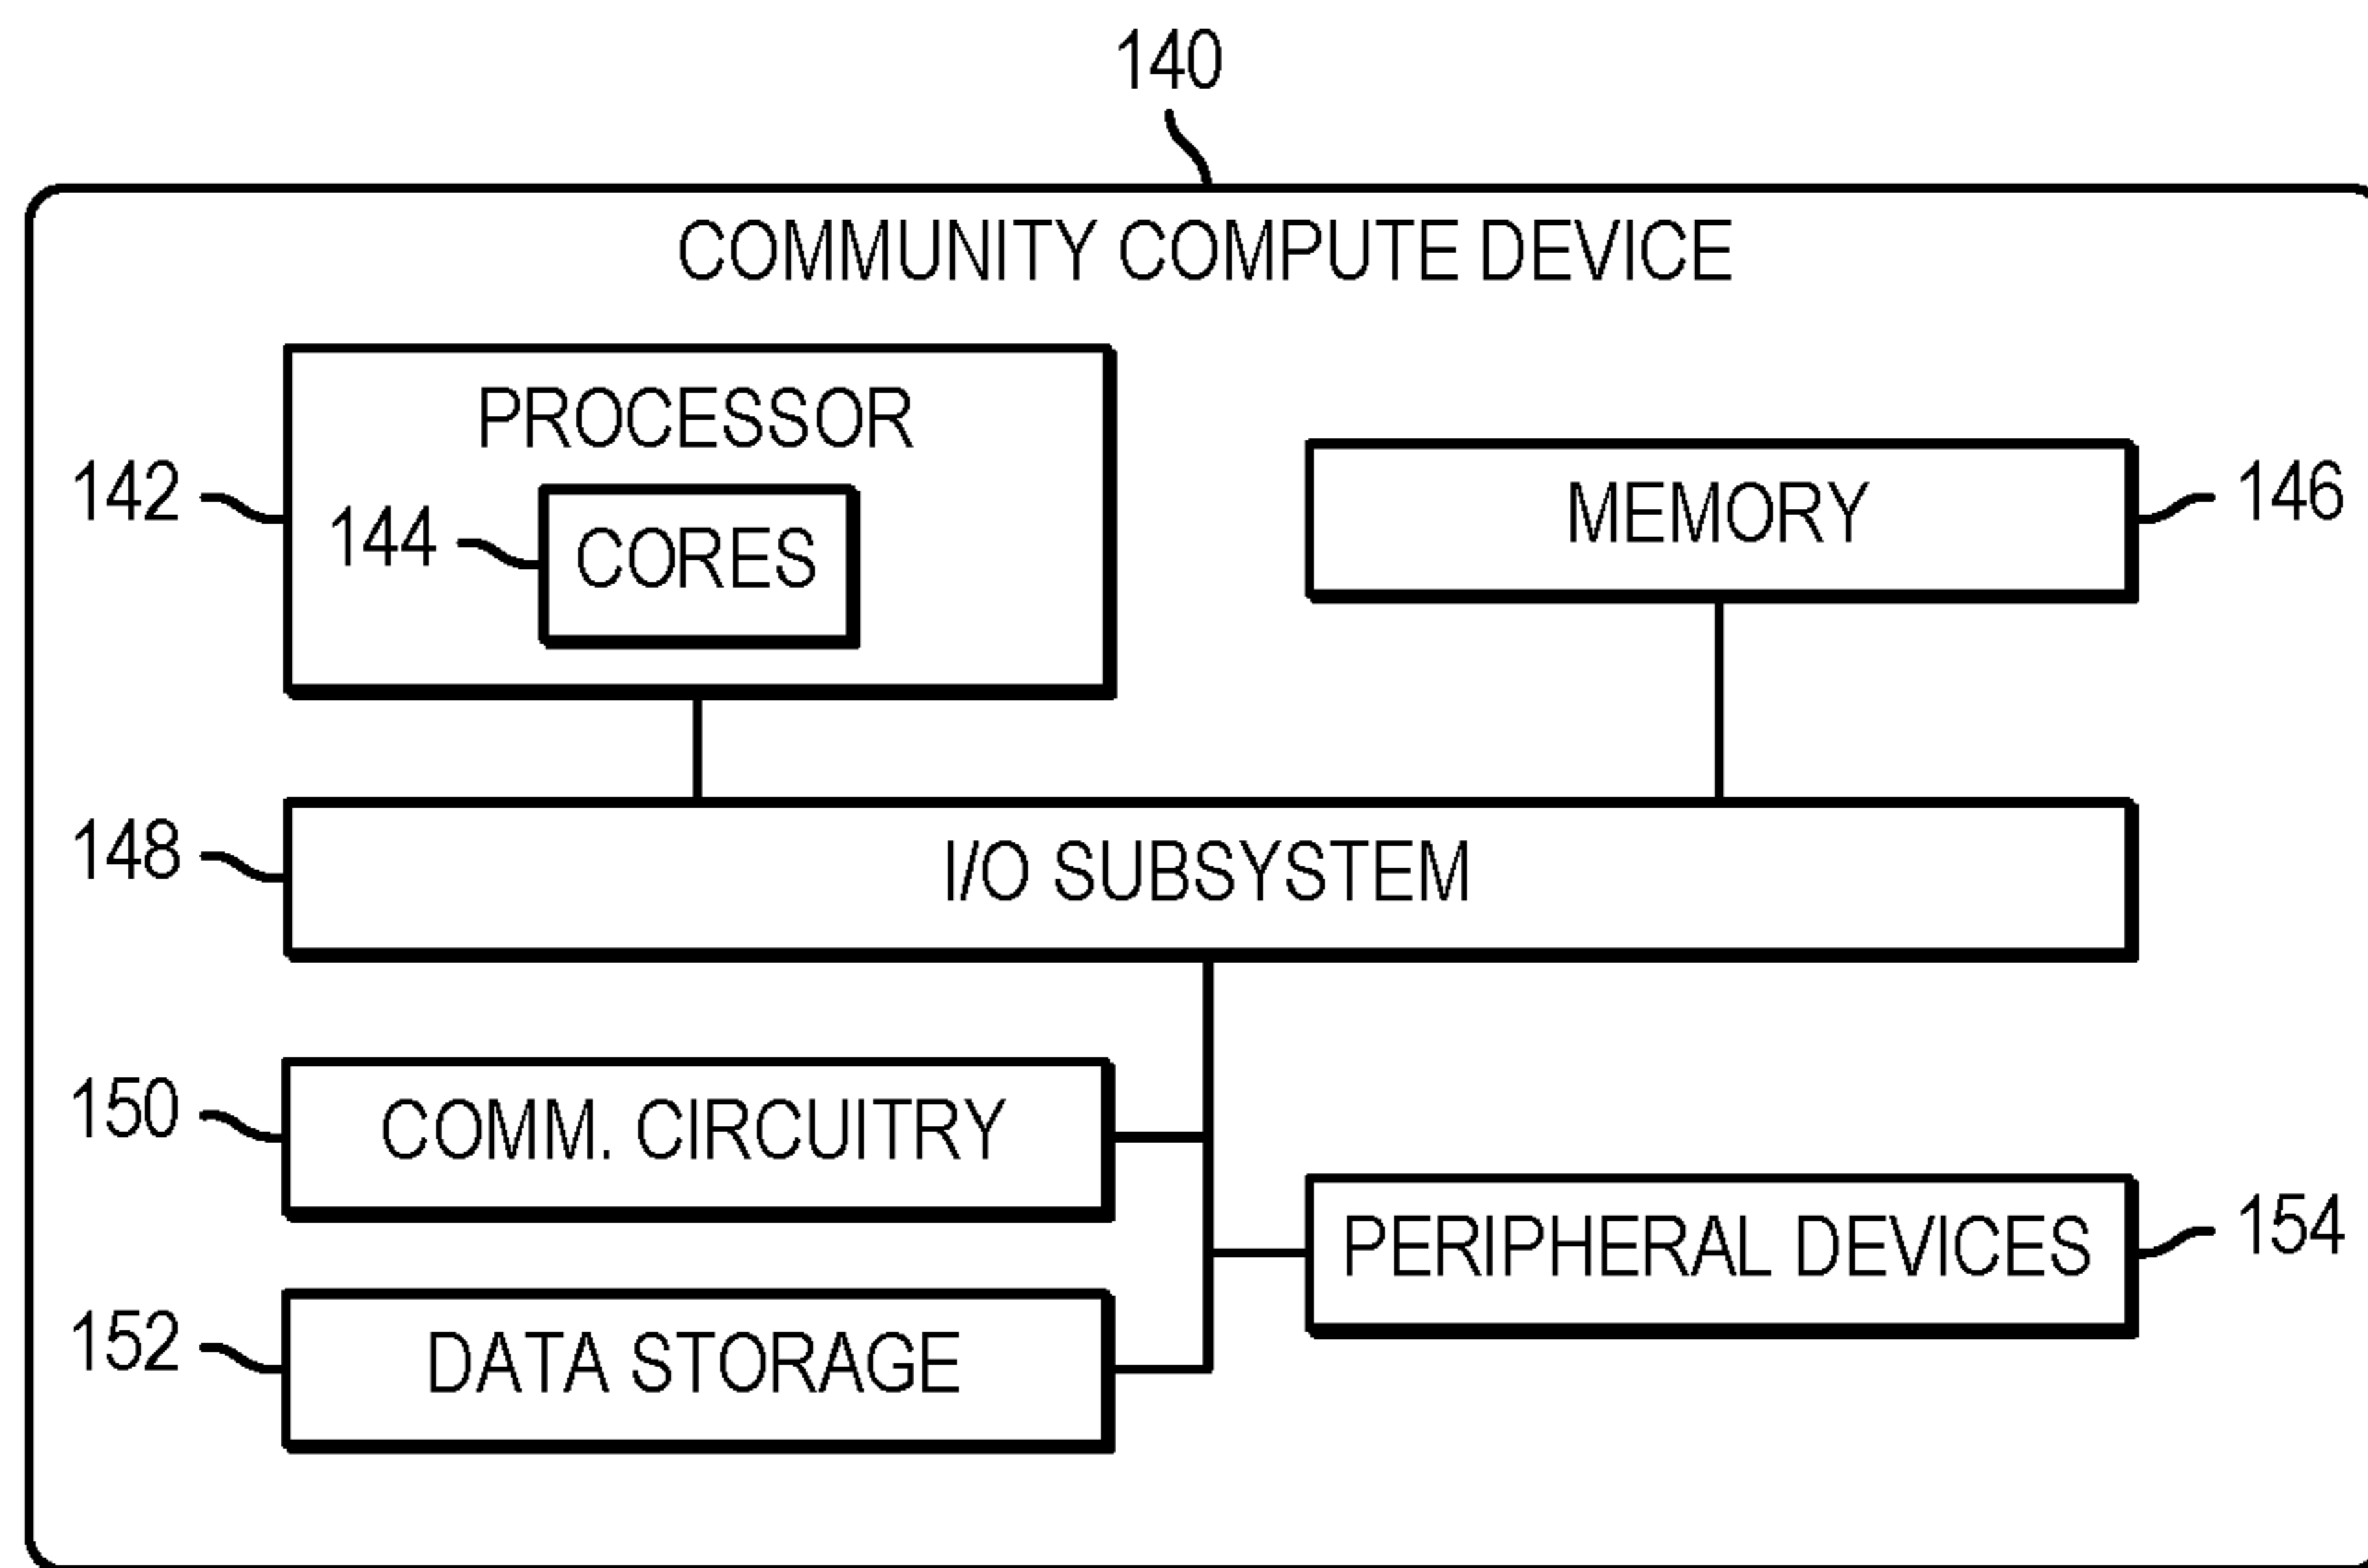 140
COMMUNITY COMPUTE DEVICE
PROCESSOR
142
144
CORES
MEMORY
146
148
I/O SUBSYSTEM
150
COMM. CIRCUITRY
PERIPHERAL DEVICES
154
152
DATA STORAGE